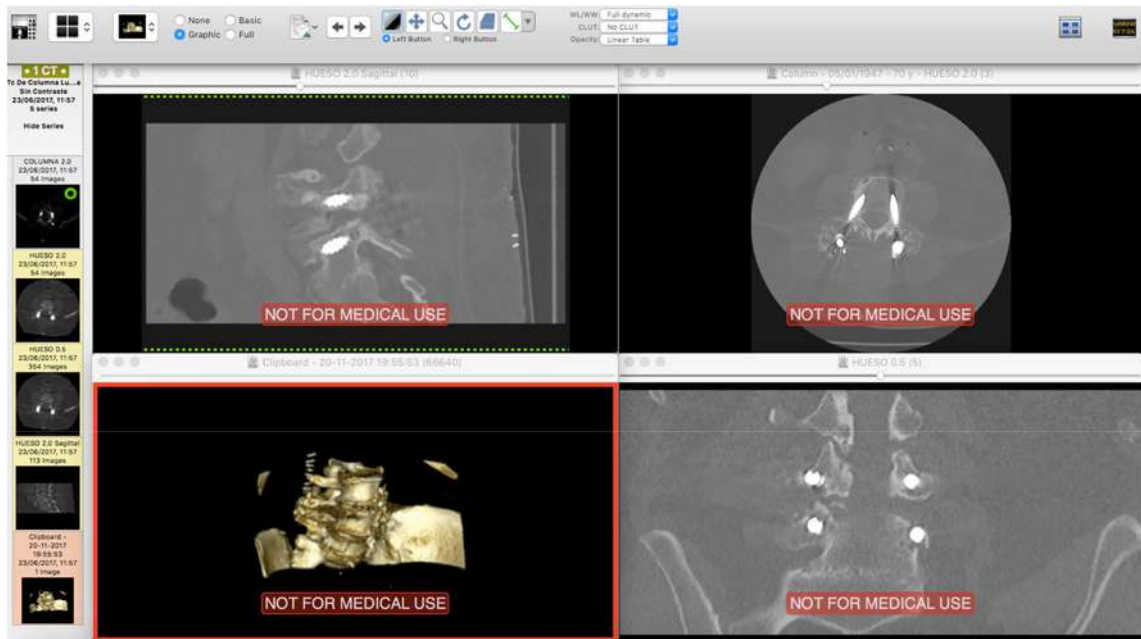 None
Basic
Graphic
Full
Left Button
Right Button
WL/WW: Full dynamic
CLUT: No CLUT
Opacity: Linear Table
• 1 CT •
Tc De Columna Lu...a
Sin Contraste
23/06/2017, 11:57
5 series
Hide Series
COLUMNA 2.0
23/06/2017, 11:57
54 Images
HUESO 2.0
23/06/2017, 11:57
54 Images
HUESO 0.5
23/06/2017, 11:57
354 Images
HUESO 2.0 Sagittal
23/06/2017, 11:57
113 Images
Clipboard -
20-11-2017
19:55:53
23/06/2017, 11:57
1 Image
HUESO 2.0 Sagittal (10)
NOT FOR MEDICAL USE
Column - 05/01/1947 - 70 y - HUESO 2.0 (3)
NOT FOR MEDICAL USE
Clipboard - 20-11-2017 19:55:53 (66640)
NOT FOR MEDICAL USE
HUESO 0.5 (5)
NOT FOR MEDICAL USE